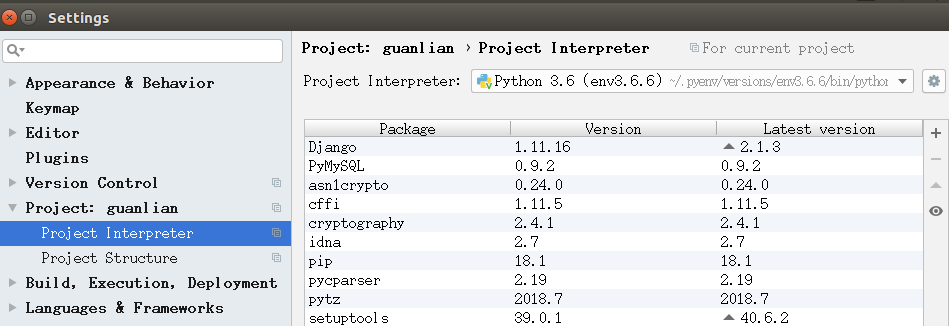 Settings
Appearance & Behavior
Keymap
Editor
Plugins
Version Control
Project: guanlian
Project Interpreter
Project Structure
Build, Execution, Deployment
Languages & Frameworks
Project: guanlian › Project Interpreter For current project
Project Interpreter: Python 3.6 (env3.6.6) ~/.pyenv/versions/env3.6.6/bin/python
Package Version Latest version
Django 1.11.16 2.1.3
PyMySQL 0.9.2 0.9.2
asn1crypto 0.24.0 0.24.0
cffi 1.11.5 1.11.5
cryptography 2.4.1 2.4.1
idna 2.7 2.7
pip 18.1 18.1
pycparser 2.19 2.19
pytz 2018.7 2018.7
setuptools 39.0.1 40.6.2